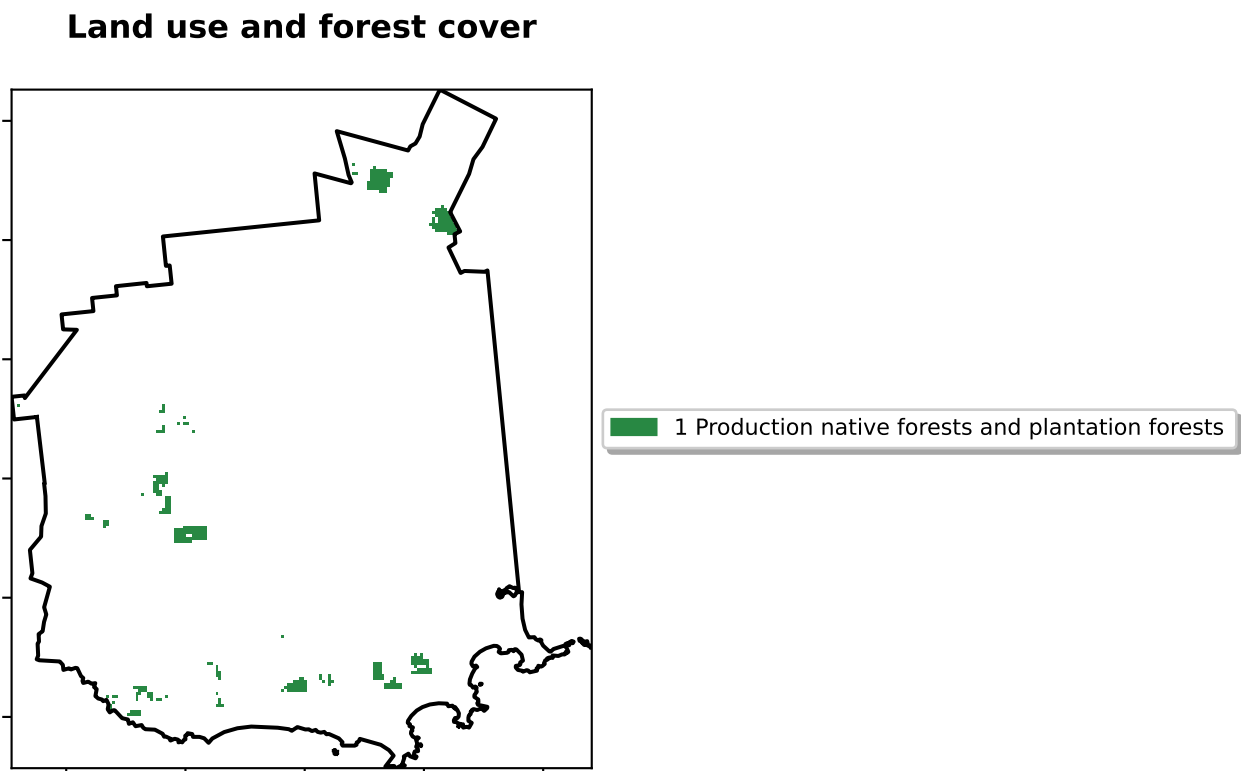 Land use and forest cover
1 Production native forests and plantation forests